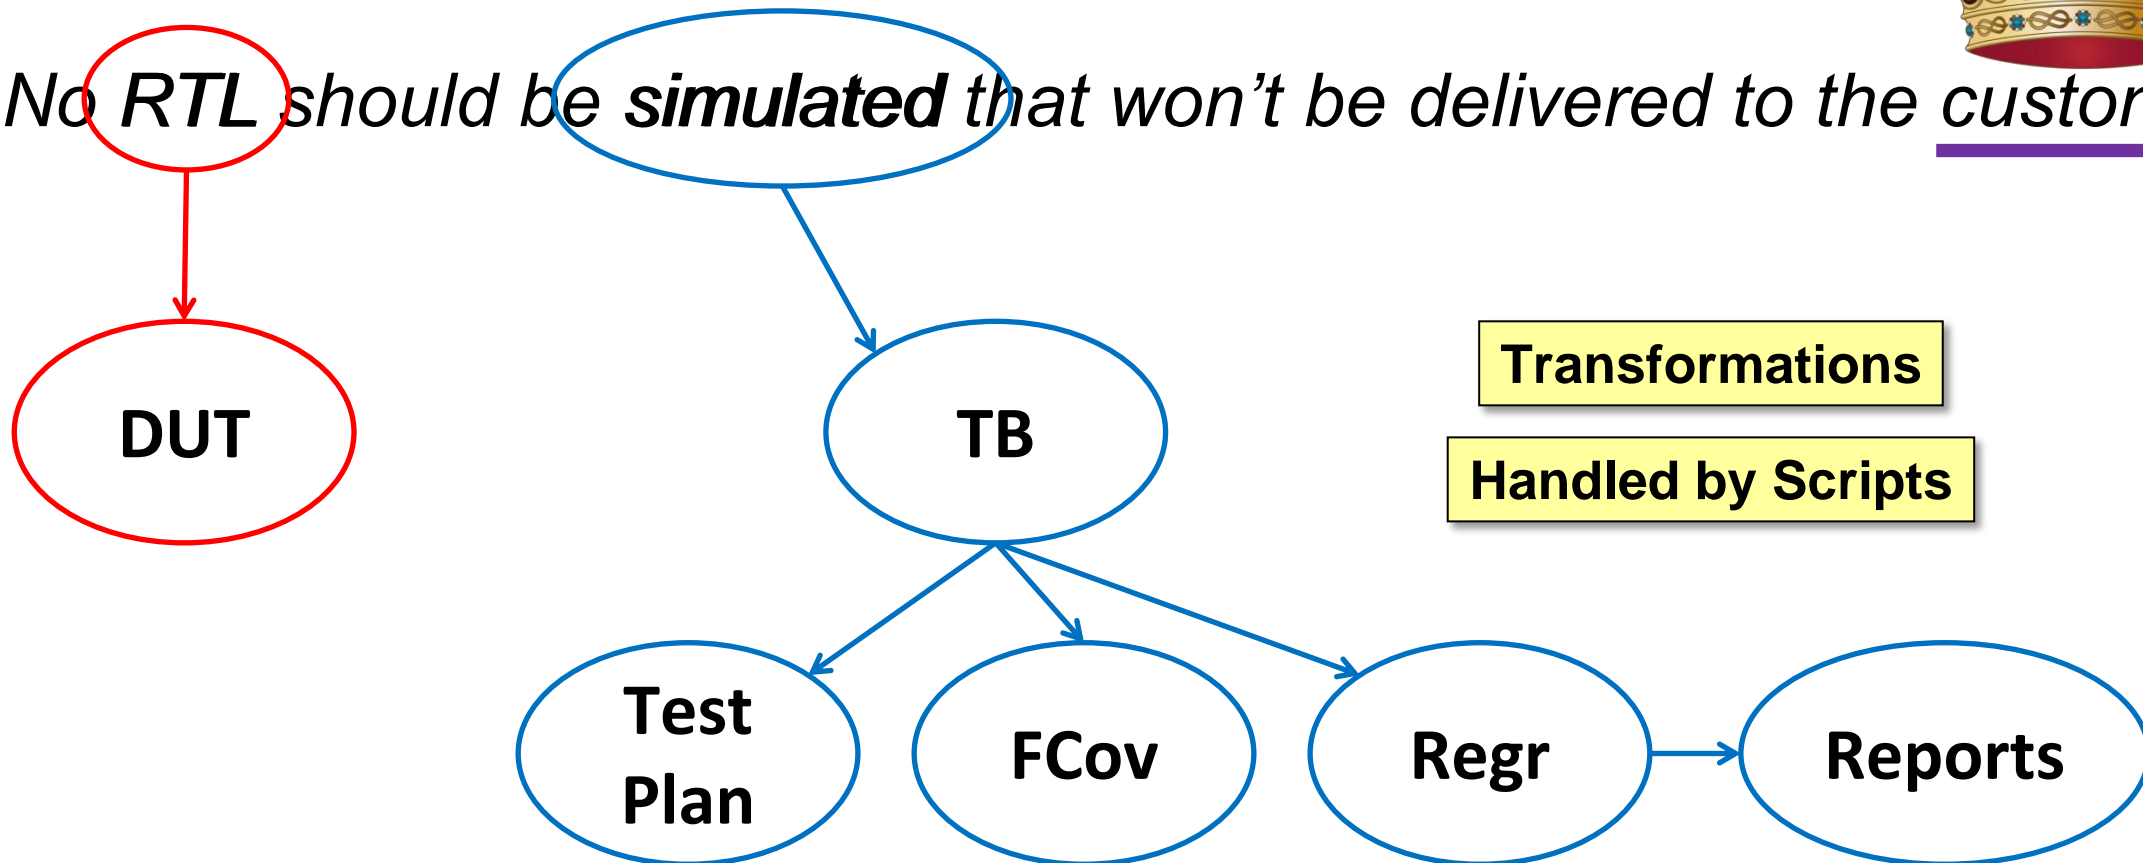 No RTL should be simulated that won't be delivered to the
Transformations
Handled by Scripts
DUT
TB
Test
Plan
FCov
Regr
Reports